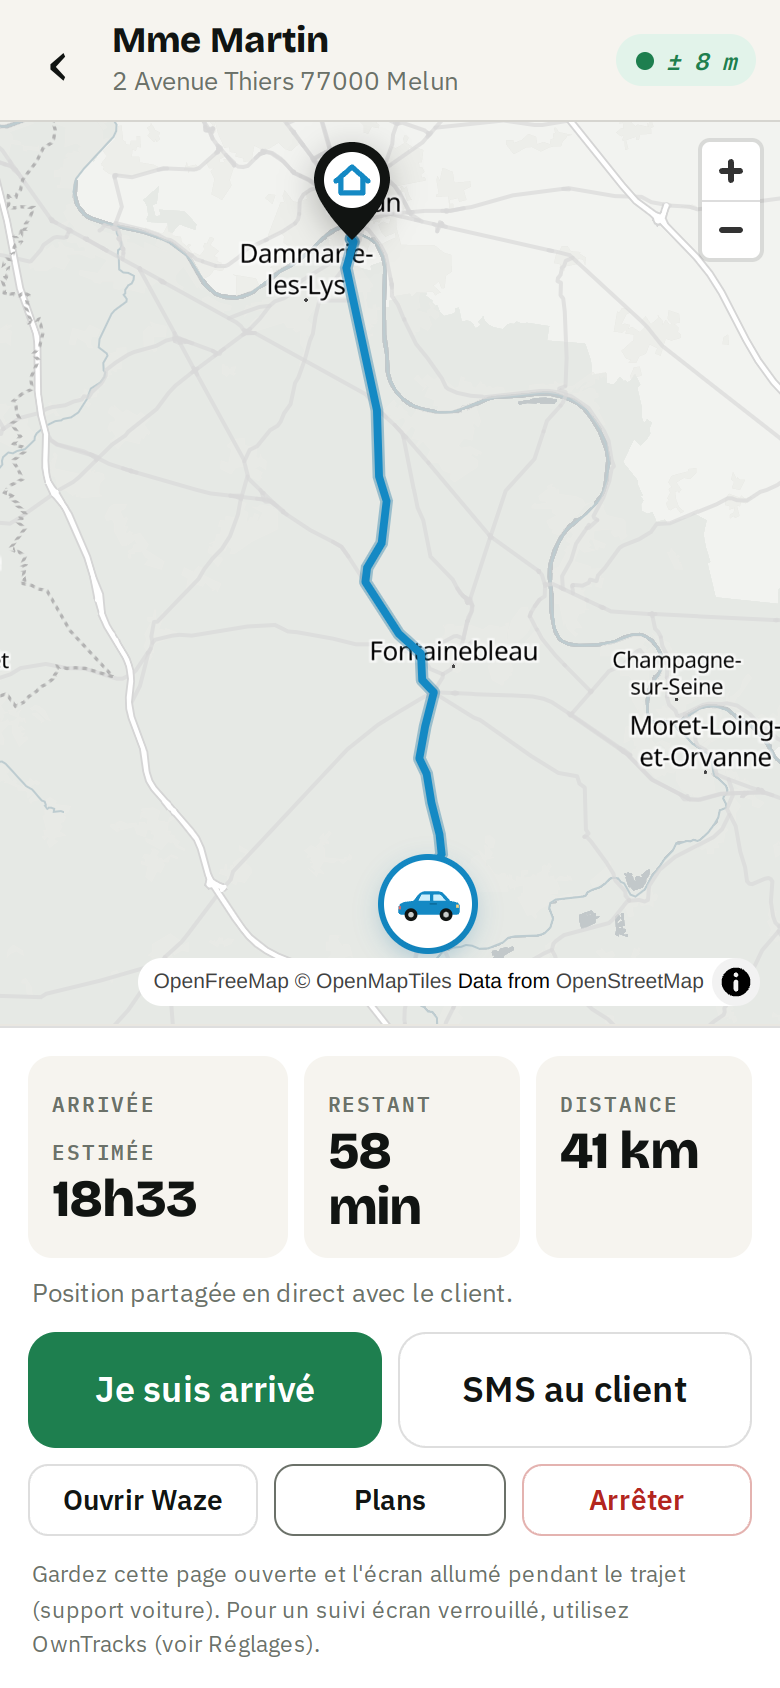 Mme Martin
2 Avenue Thiers 77000 Melun
± 8 m
Dammarie-
les-Lys
Fontainebleau
Champagne-
sur-Seine
Moret-Loing-
et-Orvanne
OpenFreeMap © OpenMapTiles Data from OpenStreetMap
ARRIVÉE
ESTIMÉE
18h33
RESTANT
58
min
DISTANCE
41 km
Position partagée en direct avec le client.
Je suis arrivé
SMS au client
Ouvrir Waze
Plans
Arrêter
Gardez cette page ouverte et l'écran allumé pendant le trajet
(support voiture). Pour un suivi écran verrouillé, utilisez
OwnTracks (voir Réglages).